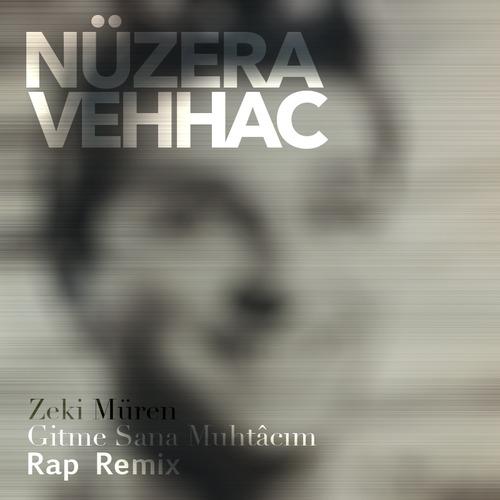 NÜZERA
VEHHAC
Zeki Müren
Gitme Sana Muhtâcım
Rap Remix